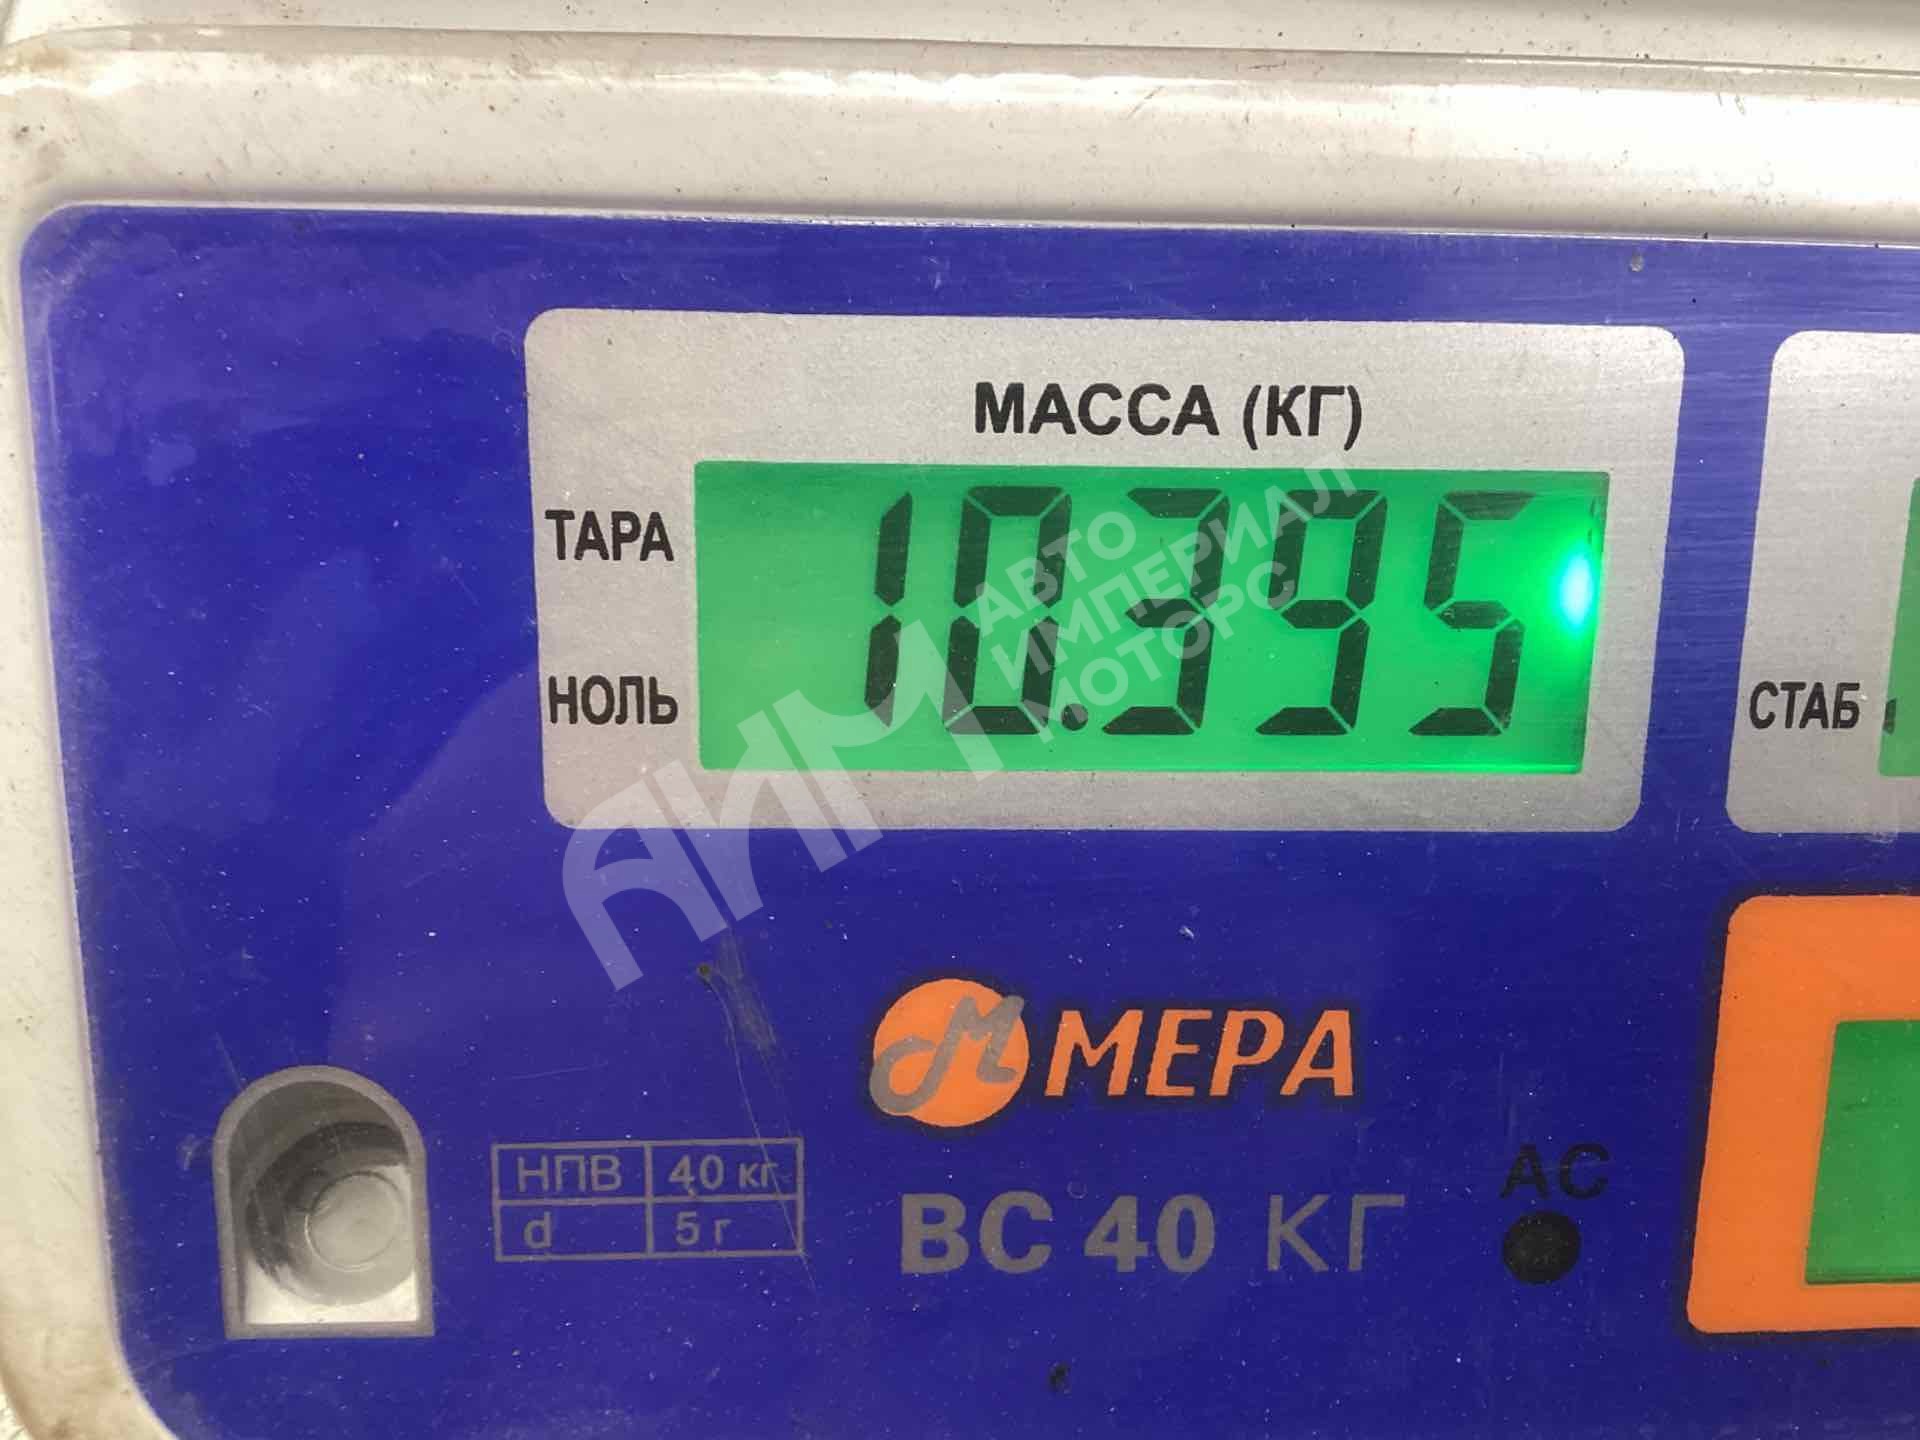 МАССА (КГ)
ТАРА
10.395
НОЛЬ
СТАБ
АИМ
АВТО
ИМПЕРИАЛ
МОТОРС
М МЕРА
НПВ 40 кг
d 5 г
ВС 40 КГ
АС